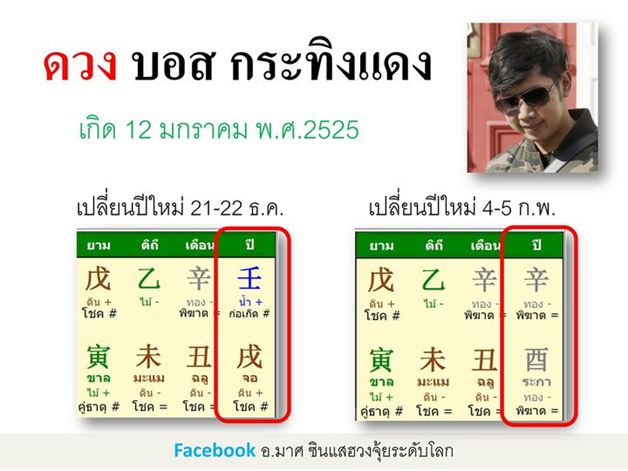 ดวง บอส กระทิงแดง
เกิด 12 มกราคม พ.ศ.2525
เปลี่ยนปีใหม่ 21-22 ธ.ค.
ยาม ดิถี เดือน ปี
戊 乙 辛 壬
ดิน + ไม้ - ทอง - น้ำ +
โชค # พิฆาต = ก่อเกิด #
寅 未 丑 戌
ขาล มะแม ฉลู จอ
ไม้ + ดิน - ดิน - ดิน +
คู่ธาตุ # โชค = โชค = โชค #
เปลี่ยนปีใหม่ 4-5 ก.พ.
ยาม ดิถี เดือน ปี
戊 乙 辛 辛
ดิน + ไม้ - ทอง - ทอง -
โชค # พิฆาต = พิฆาต =
寅 未 丑 酉
ขาล มะแม ฉลู ระกา
ไม้ + ดิน - ดิน - ทอง -
คู่ธาตุ # โชค = โชค = พิฆาต =
Facebook อ.มาศ ซินแสฮวงจุ้ยระดับโลก